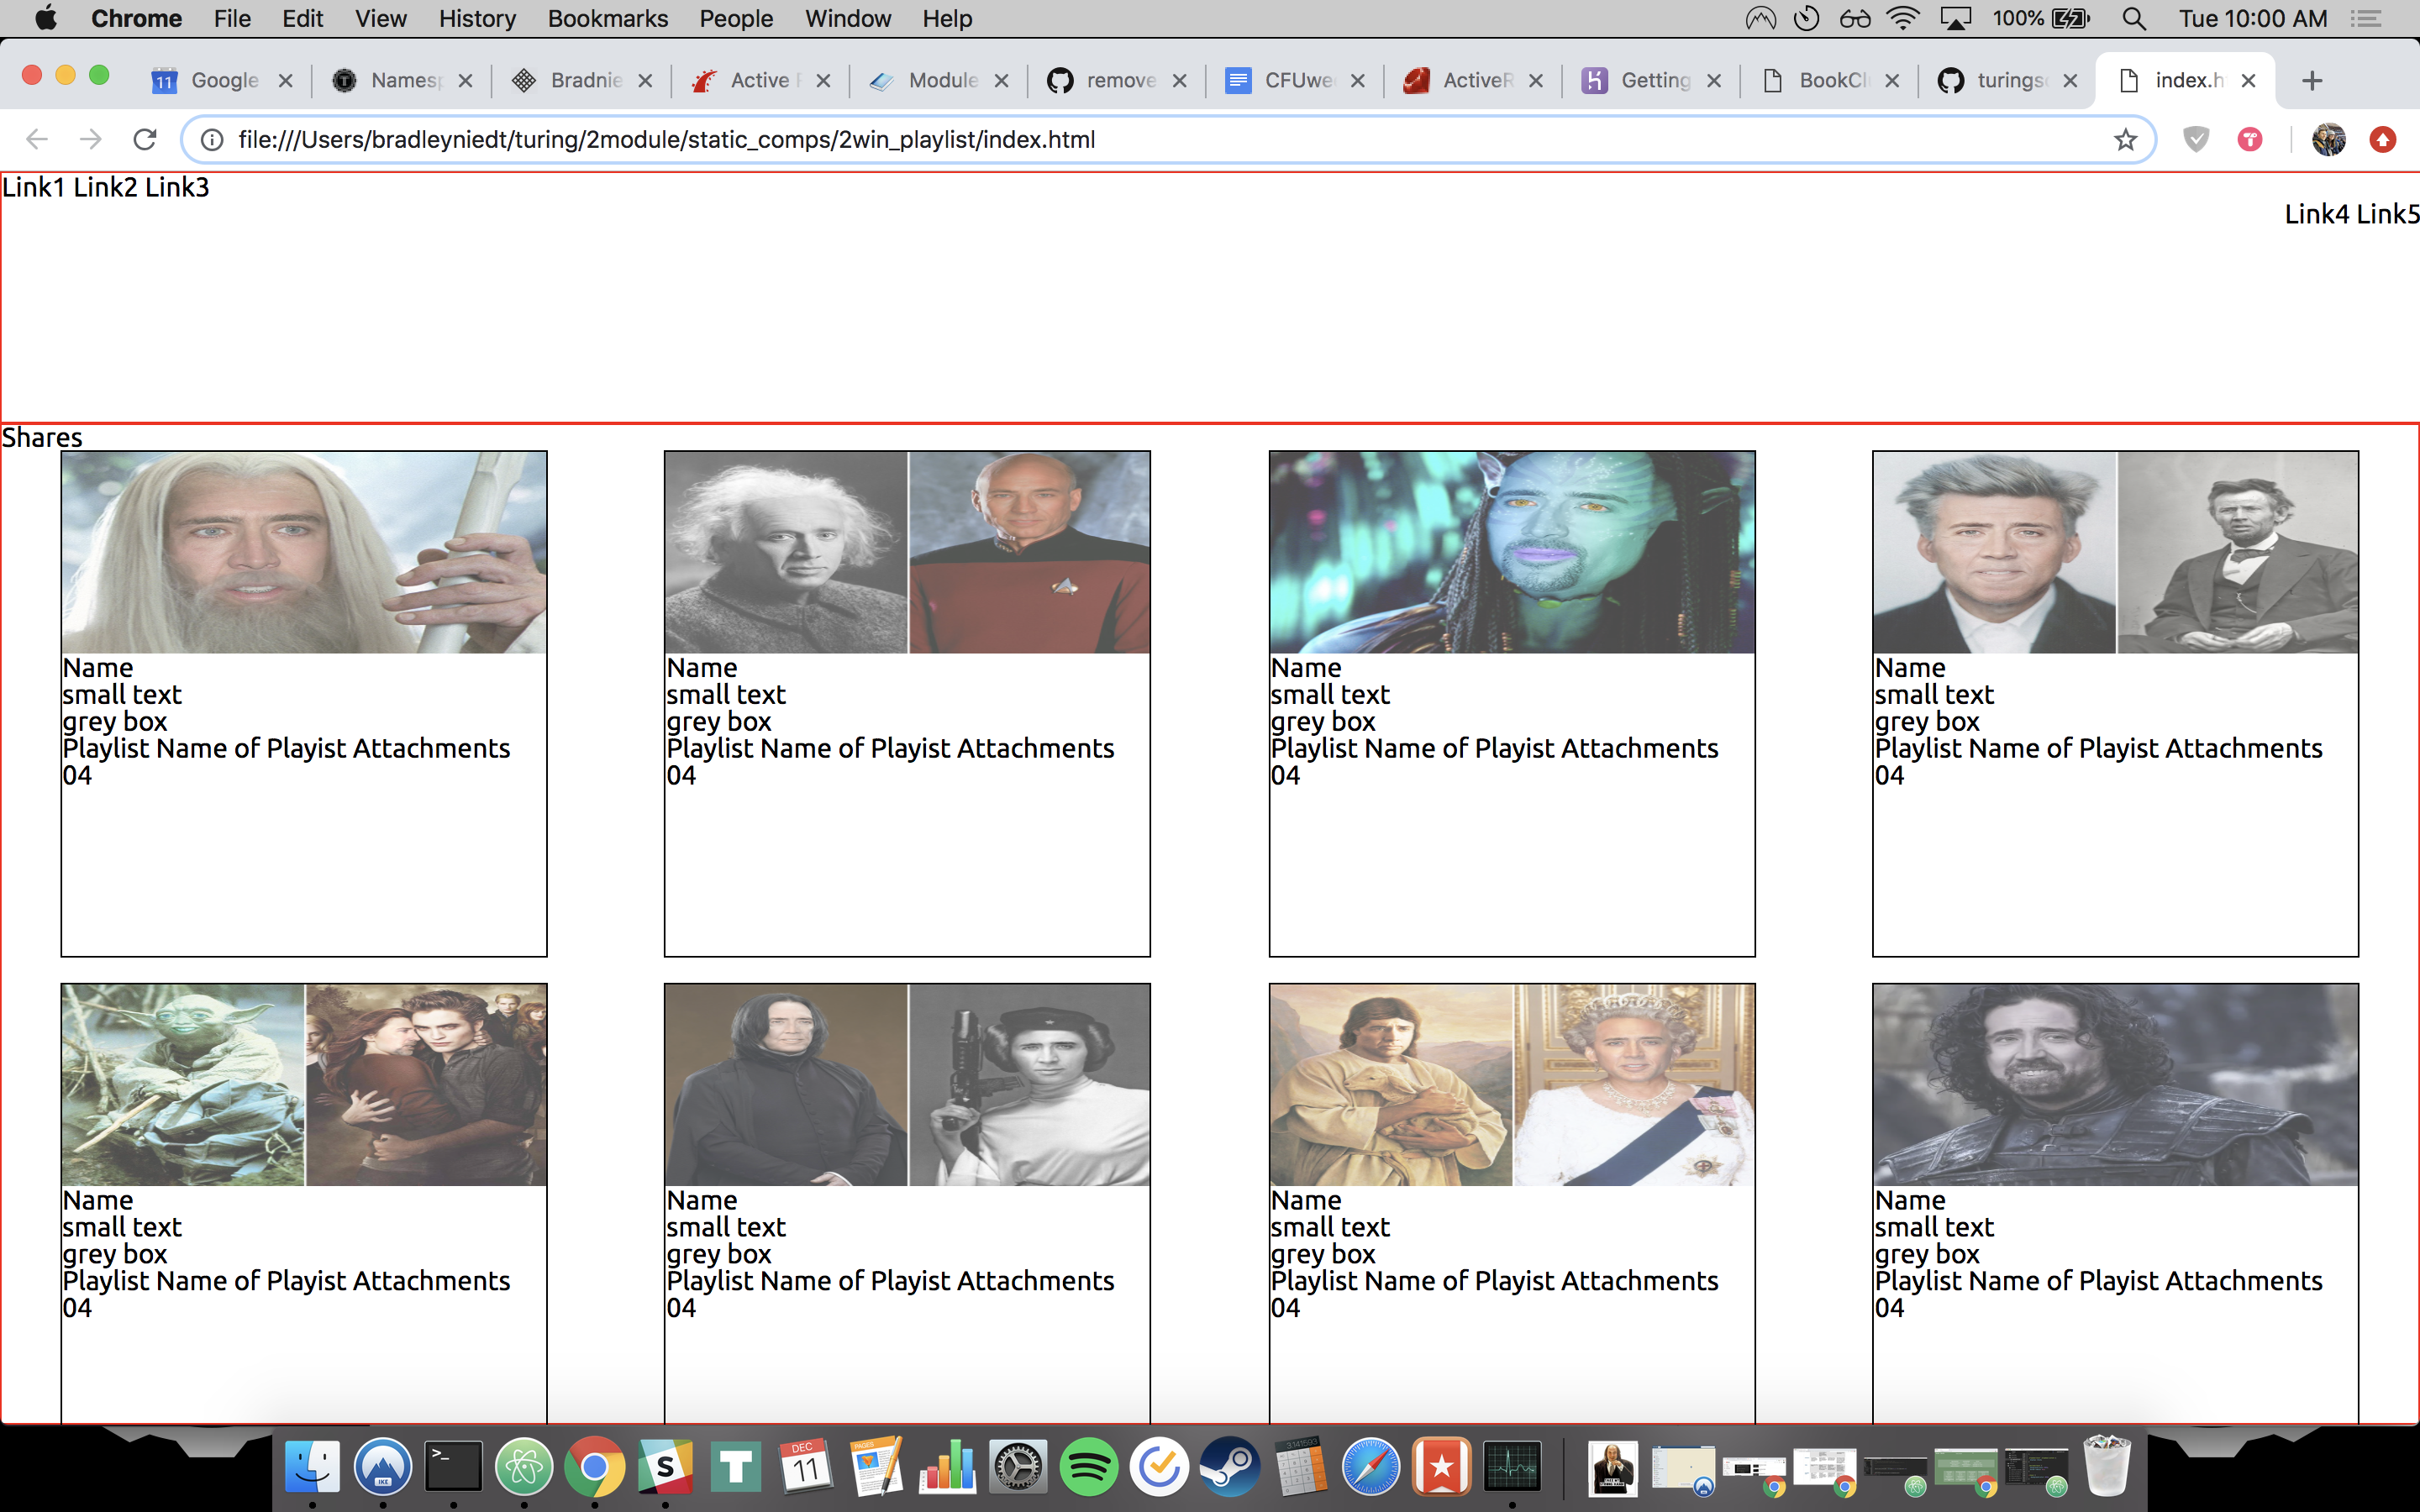 Chrome File Edit View History Bookmarks People Window Help 100% Tue 10:00 AM
11 Google Namesp Bradnie Active Module remove CFUwe ActiveR Getting BookCl turings index.h
file:///Users/bradleyniedt/turing/2module/static_comps/2win_playlist/index.html
Link1 Link2 Link3
Link4 Link5
Shares
Name
small text
grey box
Playlist Name of Playist Attachments
04
Name
small text
grey box
Playlist Name of Playist Attachments
04
Name
small text
grey box
Playlist Name of Playist Attachments
04
Name
small text
grey box
Playlist Name of Playist Attachments
04
Name
small text
grey box
Playlist Name of Playist Attachments
04
Name
small text
grey box
Playlist Name of Playist Attachments
04
Name
small text
grey box
Playlist Name of Playist Attachments
04
Name
small text
grey box
Playlist Name of Playist Attachments
04
IKE
>_
S
T
DEC
11
PAGES
3.141593